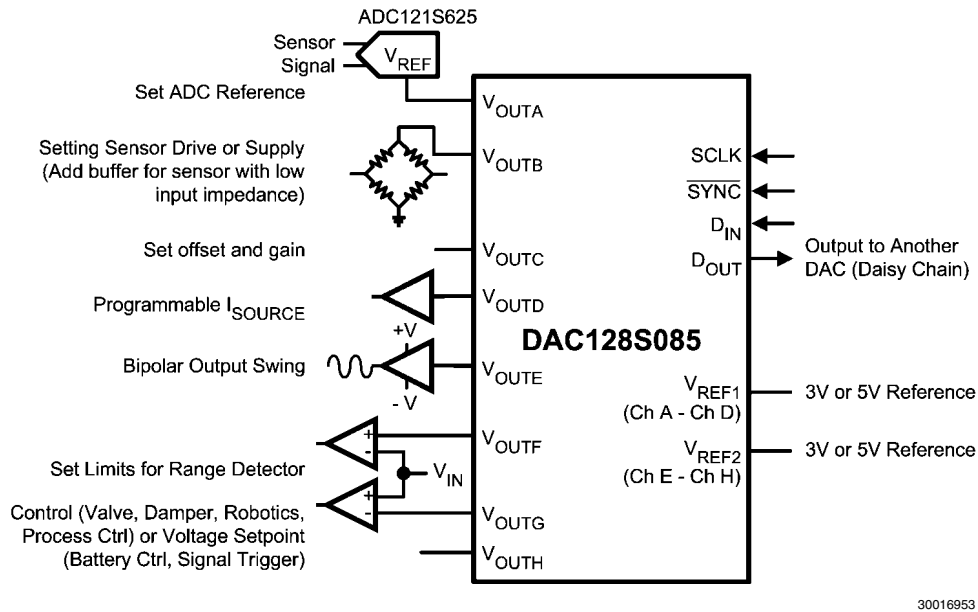 ADC121S625
Sensor
Signal
VREF
Set ADC Reference
VOUTA
Setting Sensor Drive or Supply
(Add buffer for sensor with low
input impedance)
VOUTB
Set offset and gain
VOUTC
Programmable ISOURCE
VOUTD
+V
Bipolar Output Swing
- V
VOUTE
+
-
VOUTF
Set Limits for Range Detector
VIN
+
-
VOUTG
Control (Valve, Damper, Robotics,
Process Ctrl) or Voltage Setpoint
(Battery Ctrl, Signal Trigger)
VOUTH
DAC128S085
SCLK
SYNC
DIN
DOUT
Output to Another
DAC (Daisy Chain)
VREF1
(Ch A - Ch D)
3V or 5V Reference
VREF2
(Ch E - Ch H)
3V or 5V Reference
30016953